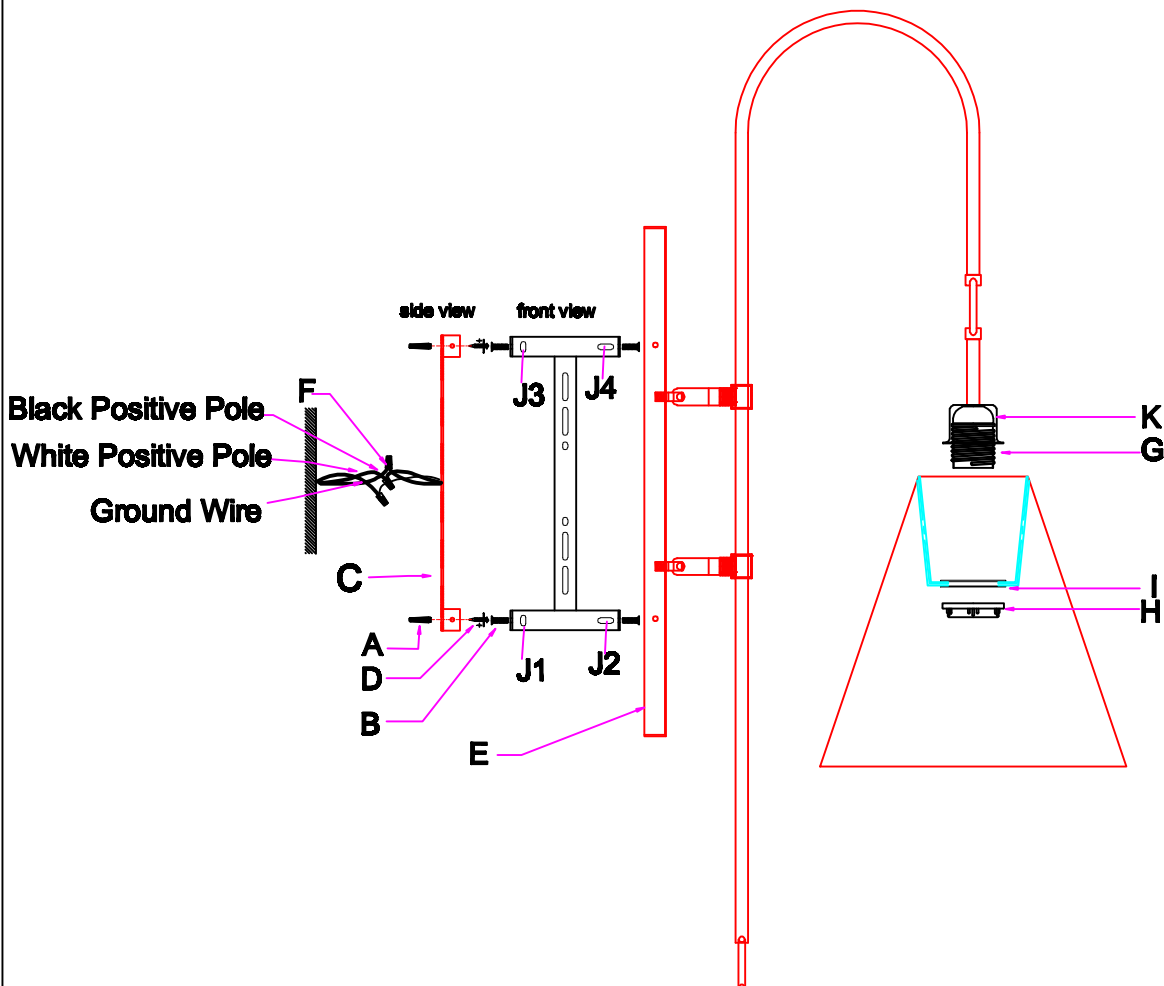 side view
front view
F
J3
J4
Black Positive Pole
K
White Positive Pole
G
Ground Wire
C
I
H
A
J1
J2
D
B
E